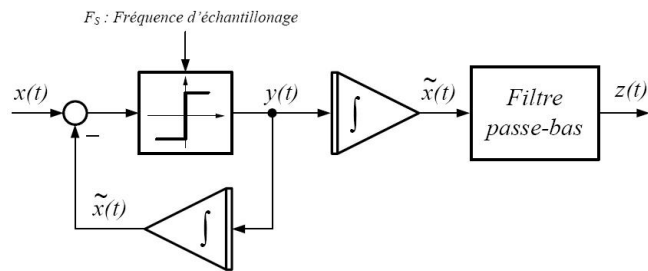 F_S : Fréquence d'échantillonage
x(t)
y(t)
x̃(t)
z(t)
∫
Filtre
passe-bas
−
x̃(t)
∫